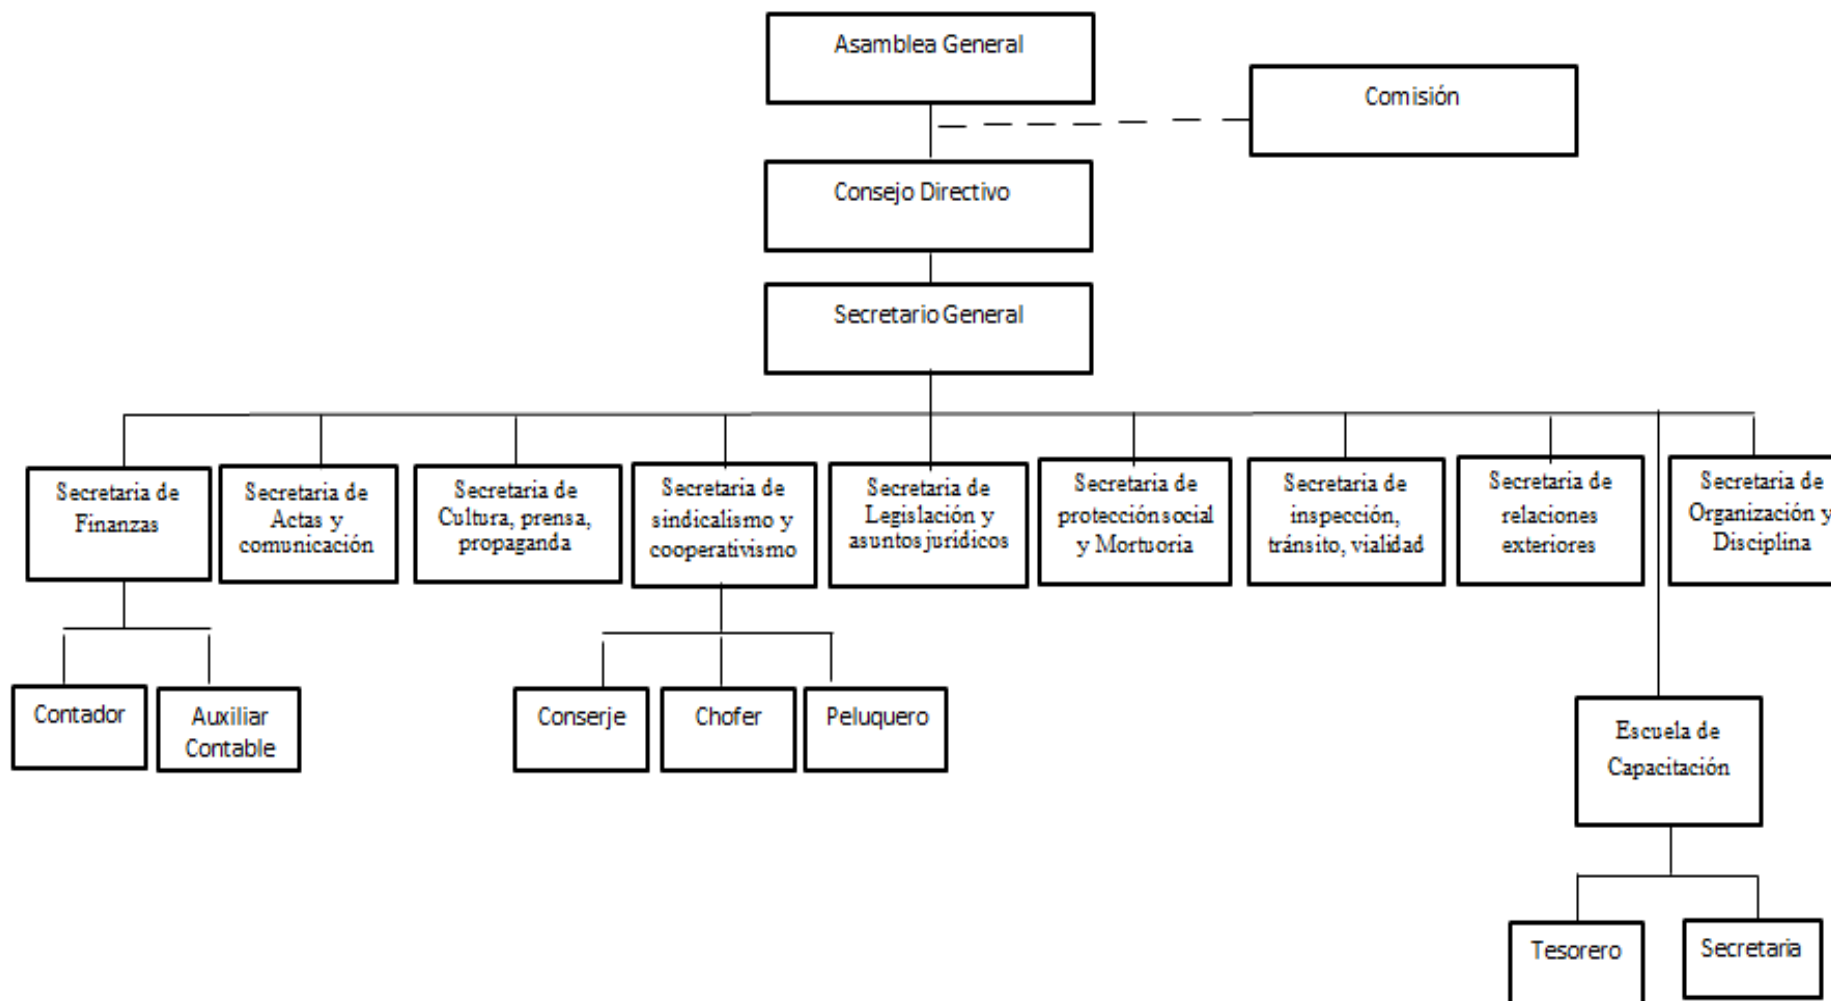 Asamblea General
Comisión
Consejo Directivo
Secretario General
Secretaria de
Finanzas
Secretaria de
Actas y
comunicación
Secretaria de
Cultura, prensa,
propaganda
Secretaria de
sindicalismo y
cooperativismo
Secretaria de
Legislación y
asuntos jurídicos
Secretaria de
protección social
y Mortuoria
Secretaria de
inspección,
tránsito, vialidad
Secretaria de
relaciones
exteriores
Secretaria de
Organización y
Disciplina
Contador
Auxiliar
Contable
Conserje
Chofer
Peluquero
Escuela de
Capacitación
Tesorero
Secretaria